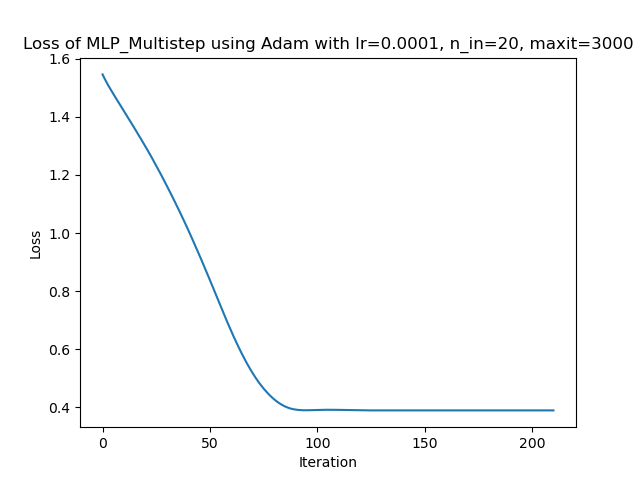 Loss of MLP_Multistep using Adam with lr=0.0001, n_in=20, maxit=3000
1.6
1.4
1.2
1.0
0.8
0.6
0.4
Loss
0 50 100 150 200
Iteration